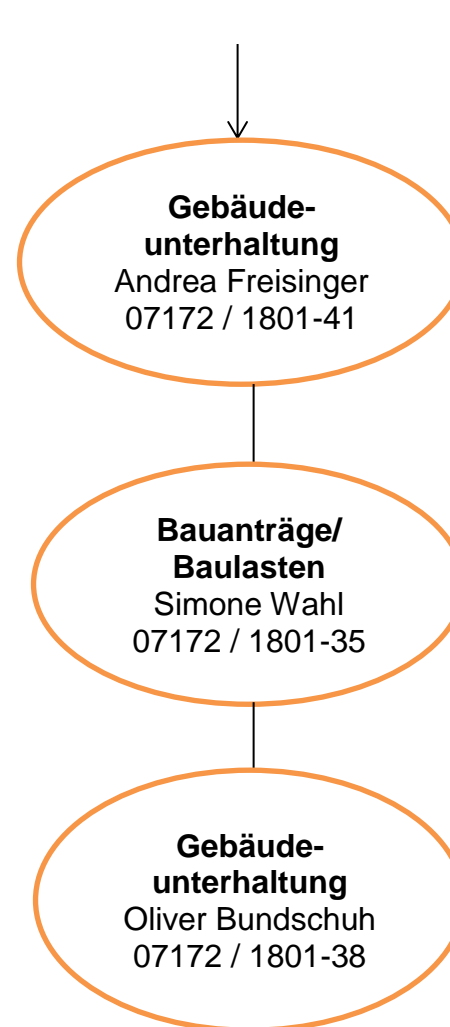 Gebäude-
unterhaltung
Andrea Freisinger
07172 / 1801-41
Bauanträge/
Baulasten
Simone Wahl
07172 / 1801-35
Gebäude-
unterhaltung
Oliver Bundschuh
07172 / 1801-38